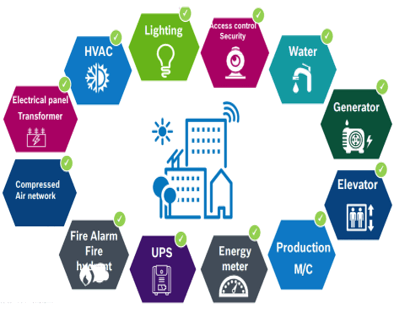 Lighting
Access control
Security
HVAC
Water
Electrical panel
Transformer
Generator
Compressed
Air network
Elevator
Fire Alarm
Fire
hydrant
UPS
Energy
meter
Production
M/C